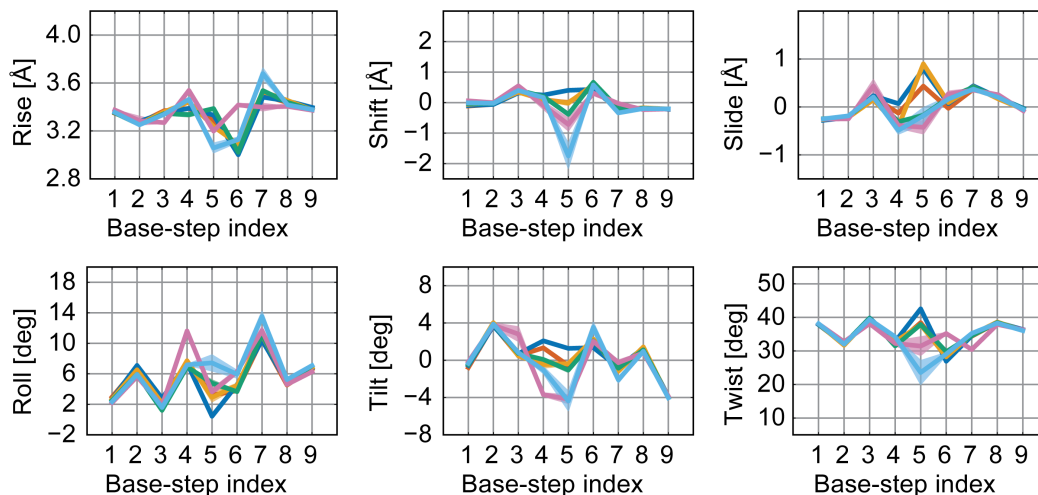 Rise [Å]
4.0
3.6
3.2
2.8
1 2 3 4 5 6 7 8 9
Base-step index
Shift [Å]
2
1
0
−1
−2
1 2 3 4 5 6 7 8 9
Base-step index
Slide [Å]
1
0
−1
1 2 3 4 5 6 7 8 9
Base-step index
Roll [deg]
18
14
10
6
2
−2
1 2 3 4 5 6 7 8 9
Base-step index
Tilt [deg]
8
4
0
−4
−8
1 2 3 4 5 6 7 8 9
Base-step index
Twist [deg]
50
40
30
20
10
1 2 3 4 5 6 7 8 9
Base-step index